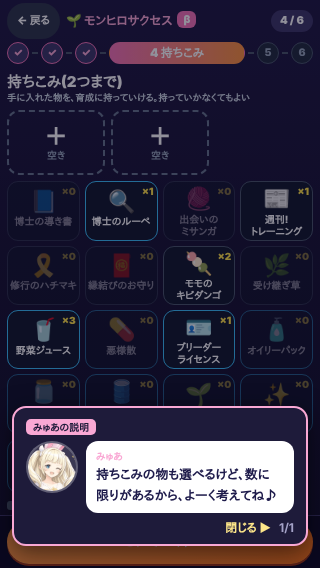 ← 戻る
🌱 モンヒロサクセス β
4 / 6
✓ ✓ ✓ 4 持ちこみ 5 6
持ちこみ(2つまで)
手に入れた物を、育成に持っていける。持っていかなくてもよい
+ +
空き 空き
×0 ×1 ×0 ×1
博士の導き書 博士のルーペ 出会いの
ミサンガ 週刊!
トレーニング
×0 ×0 ×2 ×0
修行のハチマキ 縁結びのお守り モモの
キビダンゴ 受け継ぎ草
×3 ×0 ×1 ×0
野菜ジュース 悪様散 ブリーダー
ライセンス オイリーパック
×0 ×0 ×0 ×0
みゅあの説明
みゅあ
持ちこみの物も選べるけど、数に
限りがあるから、よーく考えてね♪
閉じる ▶ 1/1